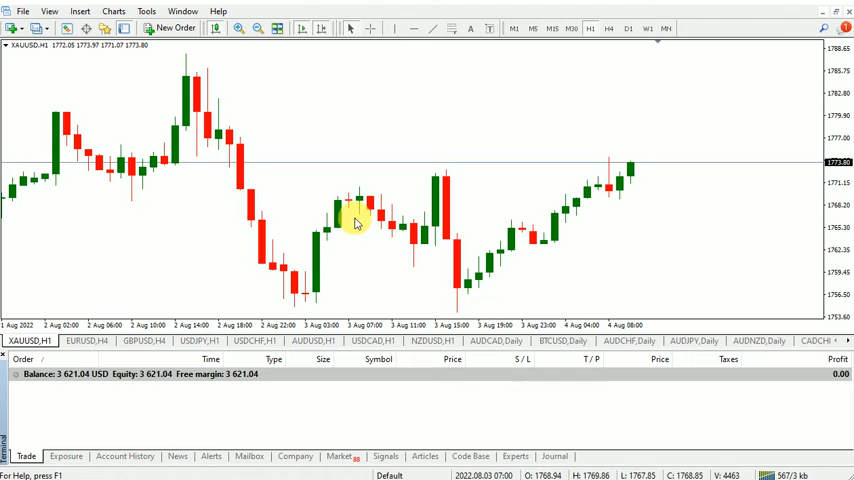 File View Insert Charts Tools Window Help
New Order M1 M5 M15 M30 H1 H4 D1 W1 MN
XAUUSD,H1 1772.05 1773.97 1771.07 1773.80
1788.65
1785.75
1782.80
1779.90
1777.00
1773.80
1771.15
1768.20
1765.30
1762.35
1759.45
1756.50
1753.60
1 Aug 2022 2 Aug 02:00 2 Aug 06:00 2 Aug 10:00 2 Aug 14:00 2 Aug 18:00 2 Aug 22:00 3 Aug 03:00 3 Aug 07:00 3 Aug 11:00 3 Aug 15:00 3 Aug 19:00 3 Aug 23:00 4 Aug 04:00 4 Aug 08:00
XAUUSD,H1 EURUSD,H4 GBPUSD,H4 USDJPY,H1 USDCHF,H1 AUDUSD,H1 USDCAD,H1 NZDUSD,H1 AUDCAD,Daily BTCUSD,Daily AUDCHF,Daily AUDJPY,Daily AUDNZD,Daily CADCHI
Order / Time Type Size Symbol Price S / L T / P Price Taxes Profit
Balance: 3 621.04 USD Equity: 3 621.04 Free margin: 3 621.04 0.00
Terminal
Trade Exposure Account History News Alerts Mailbox Company Market 88 Signals Articles Code Base Experts Journal
For Help, press F1 Default 2022.08.03 07:00 O: 1768.94 H: 1769.86 L: 1767.85 C: 1768.85 V: 4463 567/3 kb